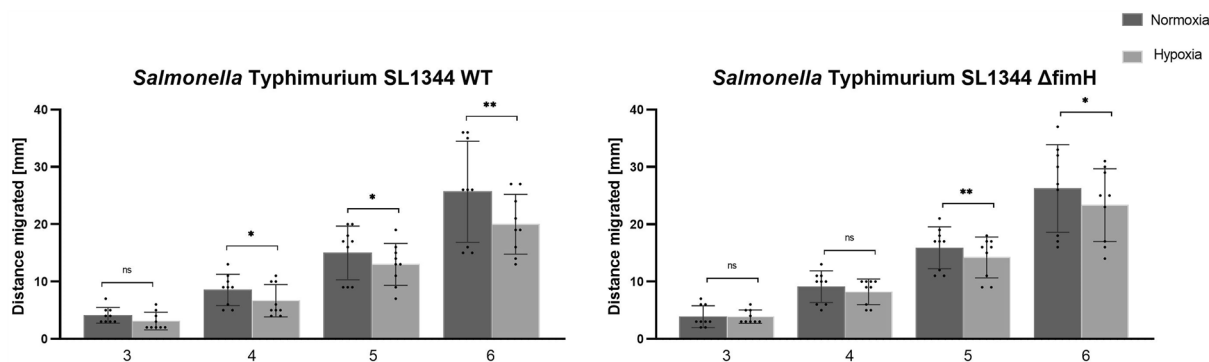 Normoxia
Hypoxia
Salmonella Typhimurium SL1344 WT
Distance migrated [mm]
40
30
20
10
0
ns
*
*
**
3 4 5 6
Salmonella Typhimurium SL1344 ΔfimH
Distance migrated [mm]
40
30
20
10
0
ns
ns
**
*
3 4 5 6